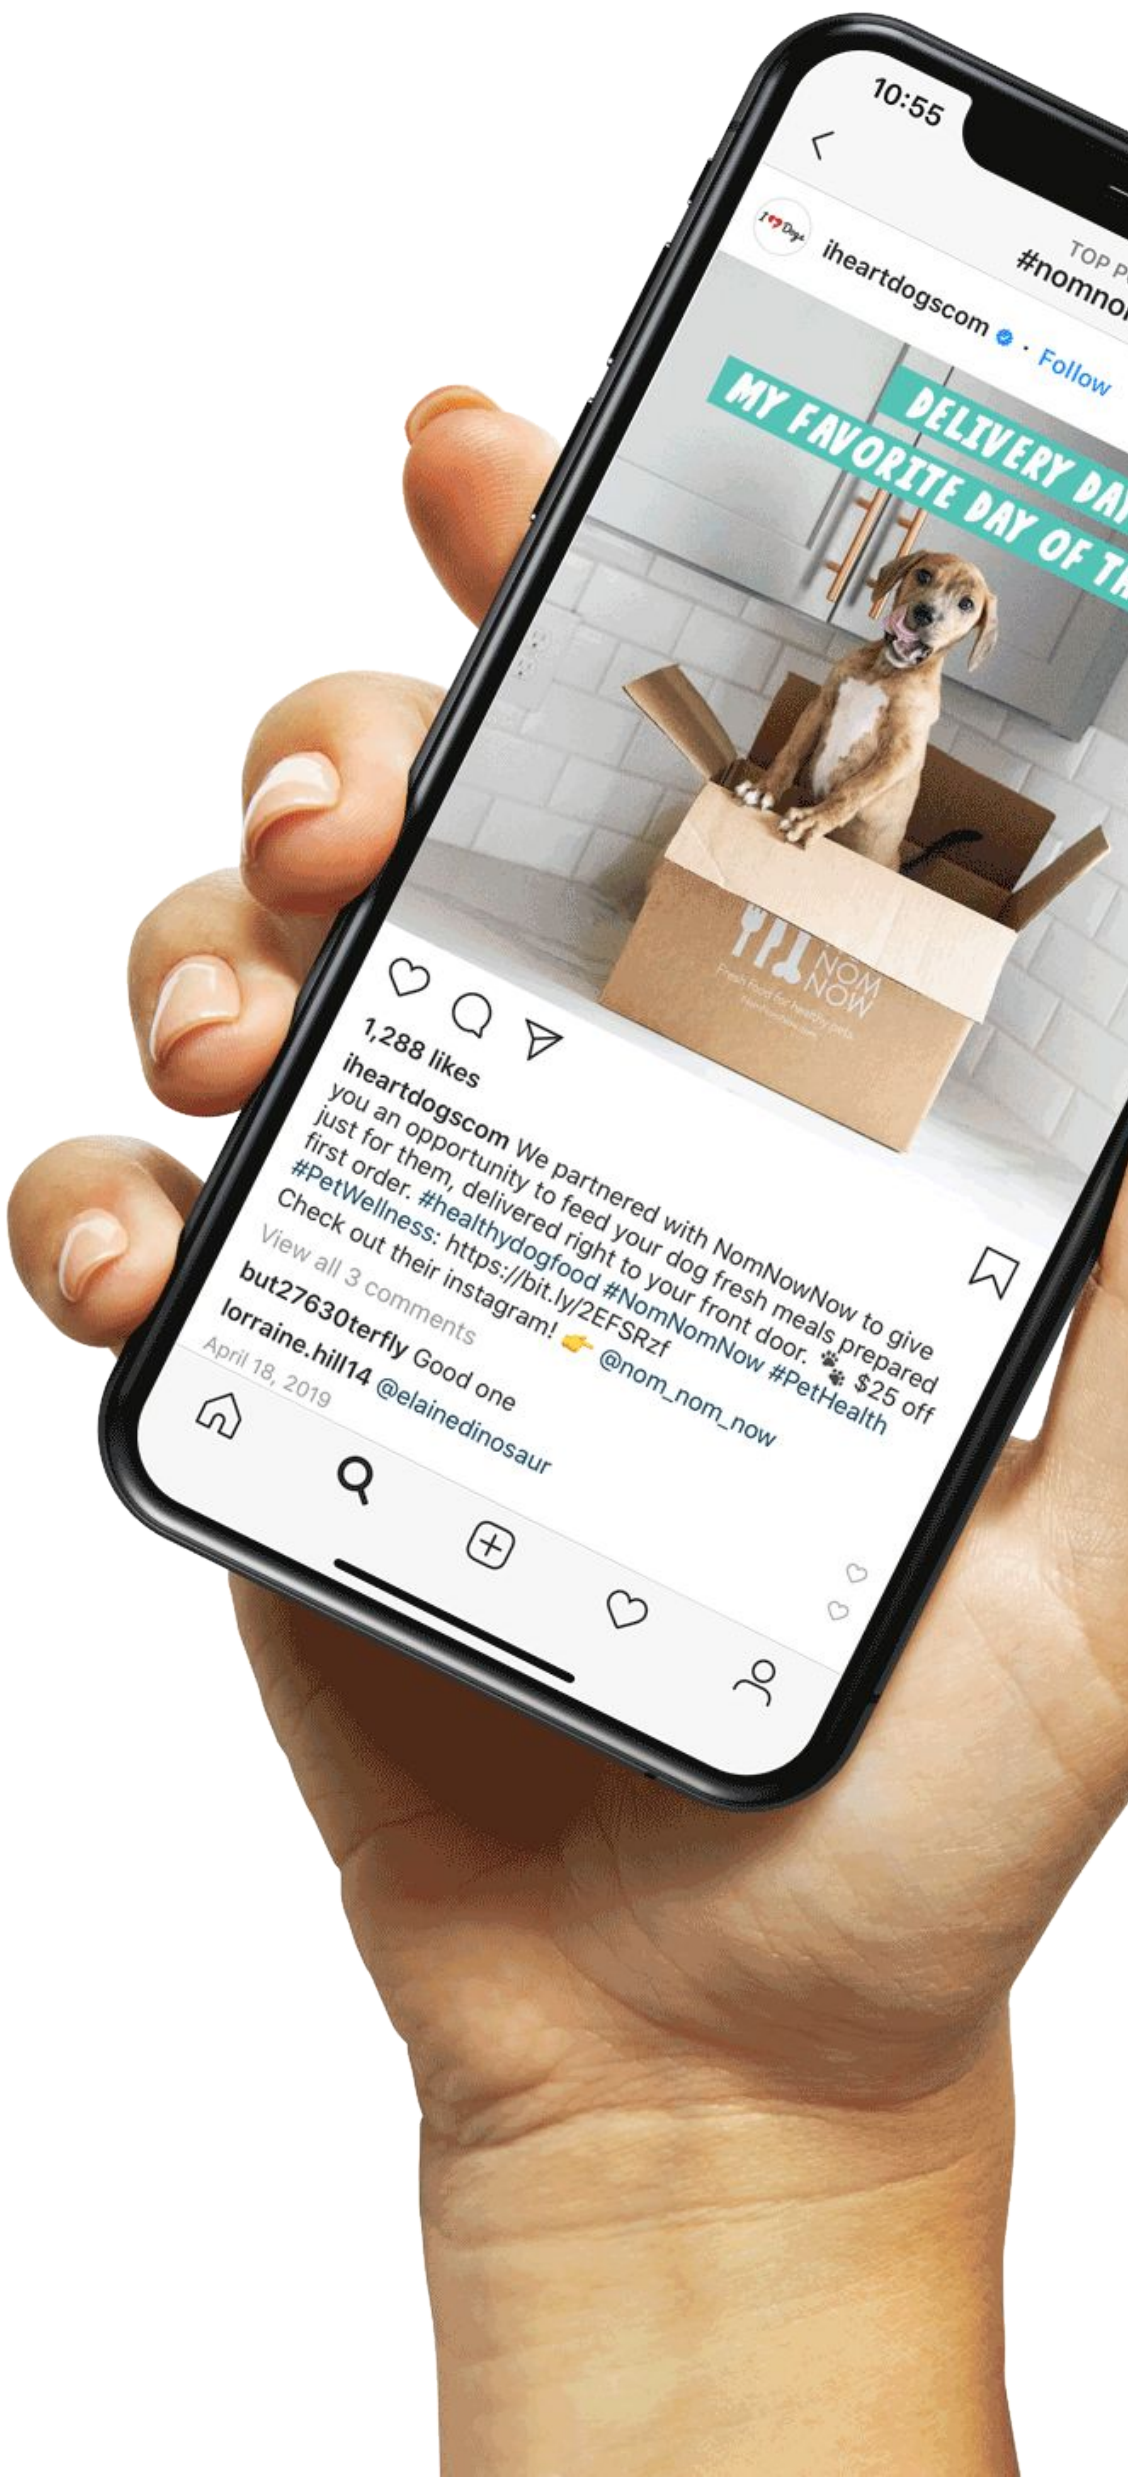 10:55
TOP P
#nomno
I Dogs
iheartdogscom · Follow
DELIVERY DAY
MY FAVORITE DAY OF TH
NOM
NOW
Fresh food for healthy pets.
1,288 likes
iheartdogscom We partnered with NomNowNow to give
you an opportunity to feed your dog fresh meals prepared
just for them, delivered right to your front door. 🐾 $25 off
first order. #healthydogfood #NomNomNow #PetHealth
#PetWellness: https://bit.ly/2EFSRzf
Check out their instagram! 👉 @nom_nom_now
View all 3 comments
but27630terfly Good one
lorraine.hill14 @elainedinosaur
April 18, 2019